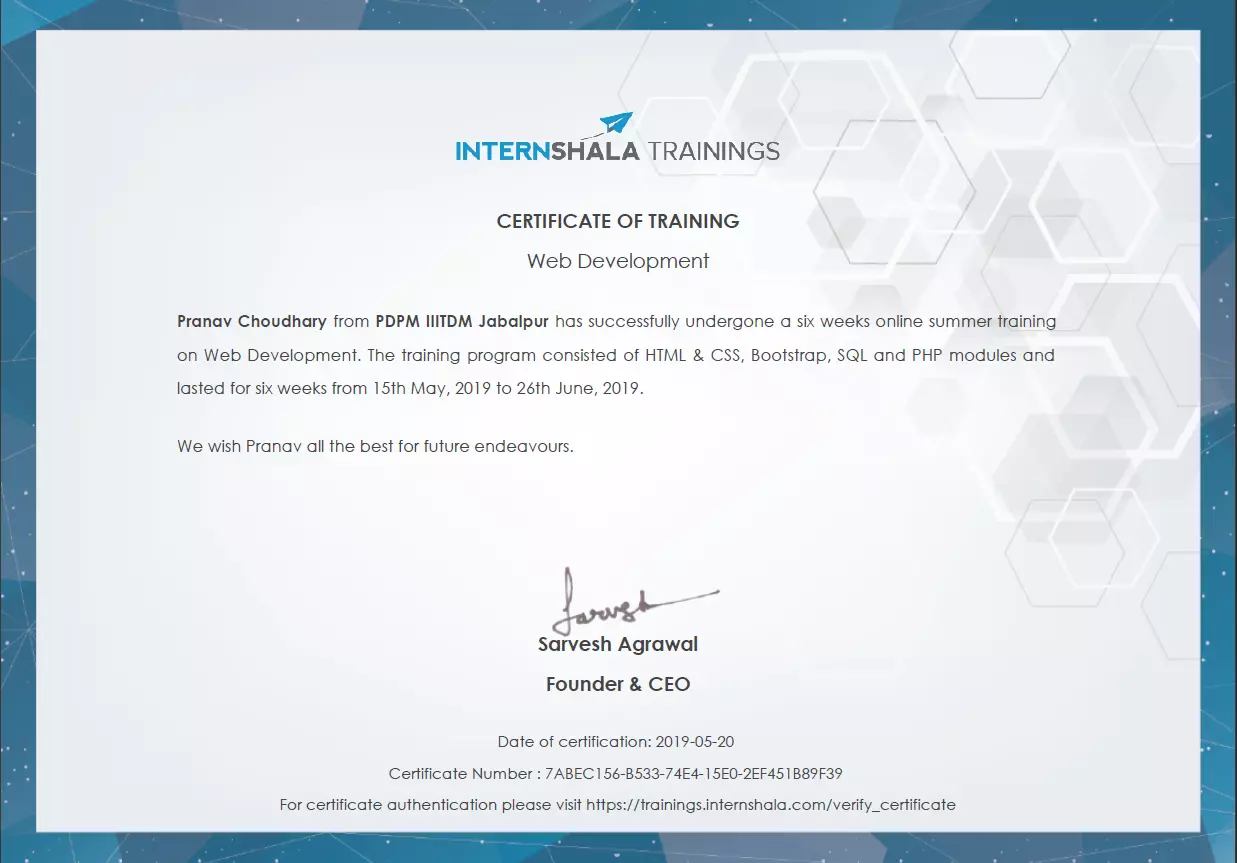 INTERNSHALA TRAININGS
CERTIFICATE OF TRAINING
Web Development
Pranav Choudhary from PDPM IIITDM Jabalpur has successfully undergone a six weeks online summer training
on Web Development. The training program consisted of HTML & CSS, Bootstrap, SQL and PHP modules and
lasted for six weeks from 15th May, 2019 to 26th June, 2019.
We wish Pranav all the best for future endeavours.
Sarvesh
Sarvesh Agrawal
Founder & CEO
Date of certification: 2019-05-20
Certificate Number : 7ABEC156-B533-74E4-15E0-2EF451B89F39
For certificate authentication please visit https://trainings.internshala.com/verify_certificate